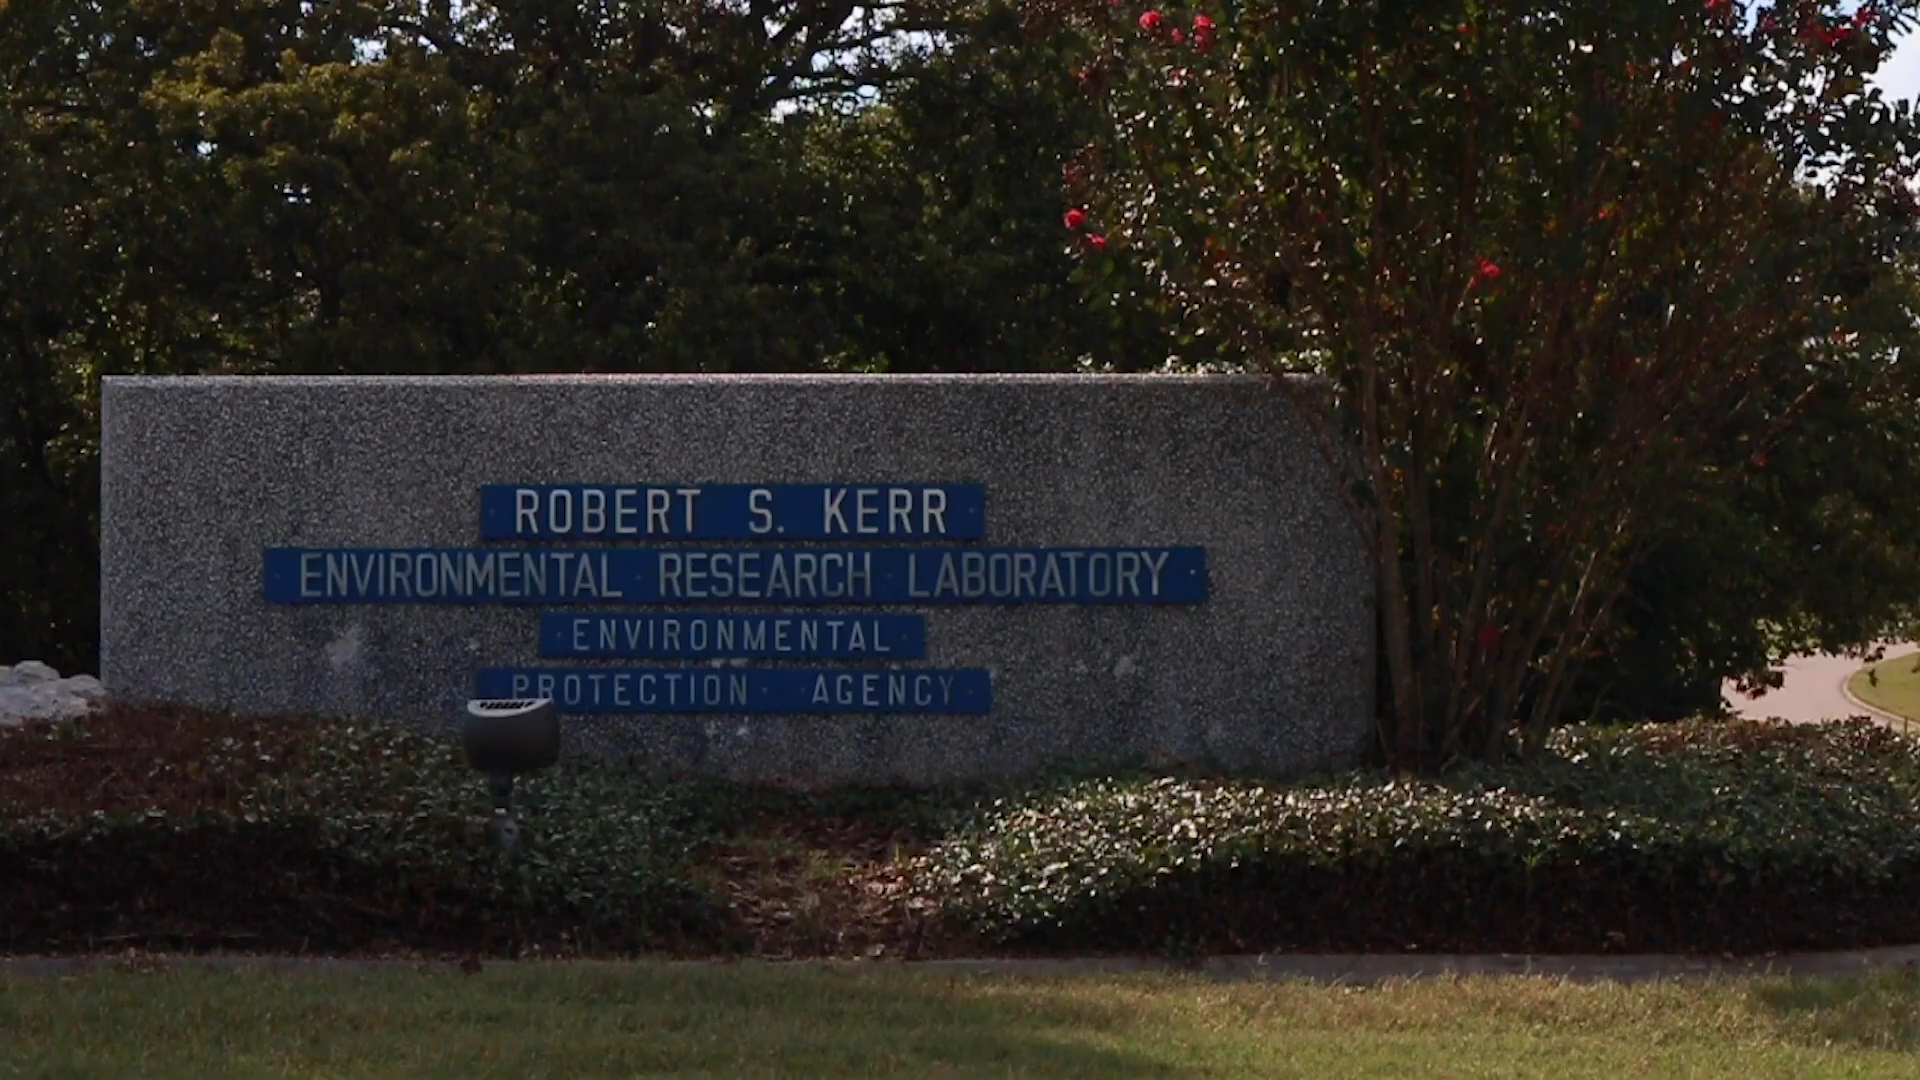 ROBERT S. KERR
ENVIRONMENTAL RESEARCH LABORATORY
ENVIRONMENTAL
PROTECTION AGENCY